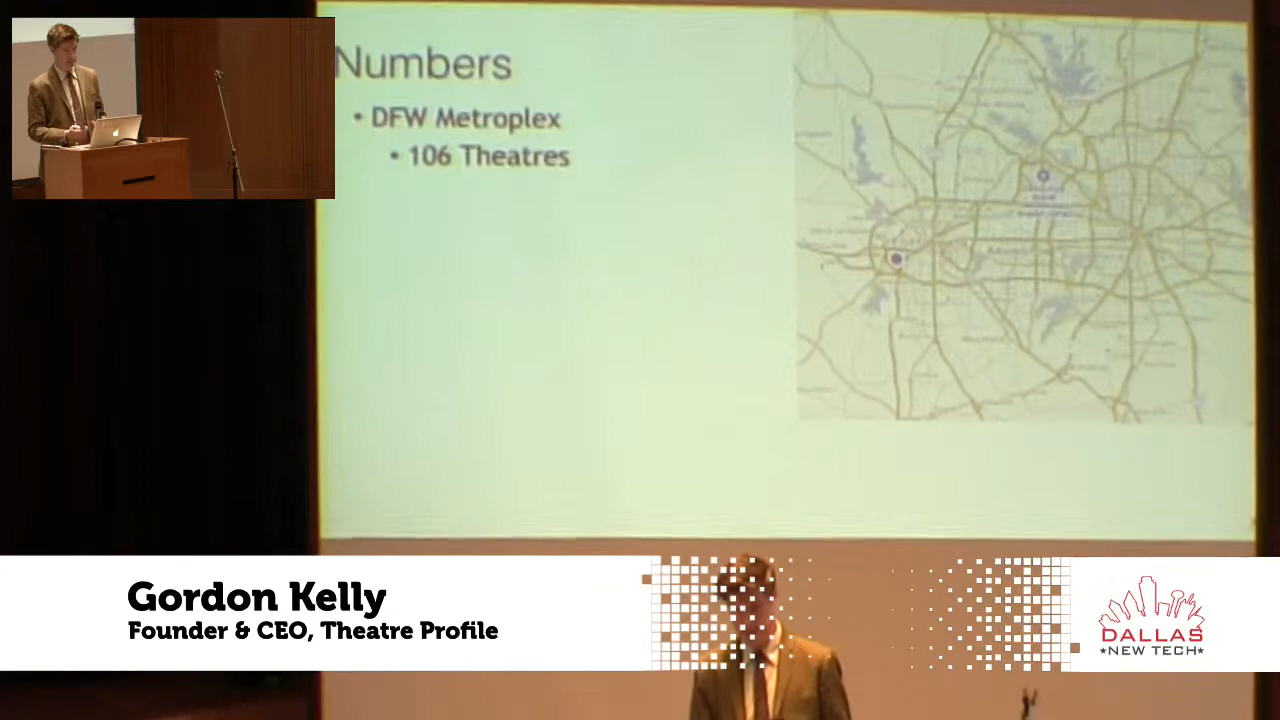 Numbers
• DFW Metroplex
• 106 Theatres
Gordon Kelly
Founder & CEO, Theatre Profile
DALLAS
★NEW TECH★